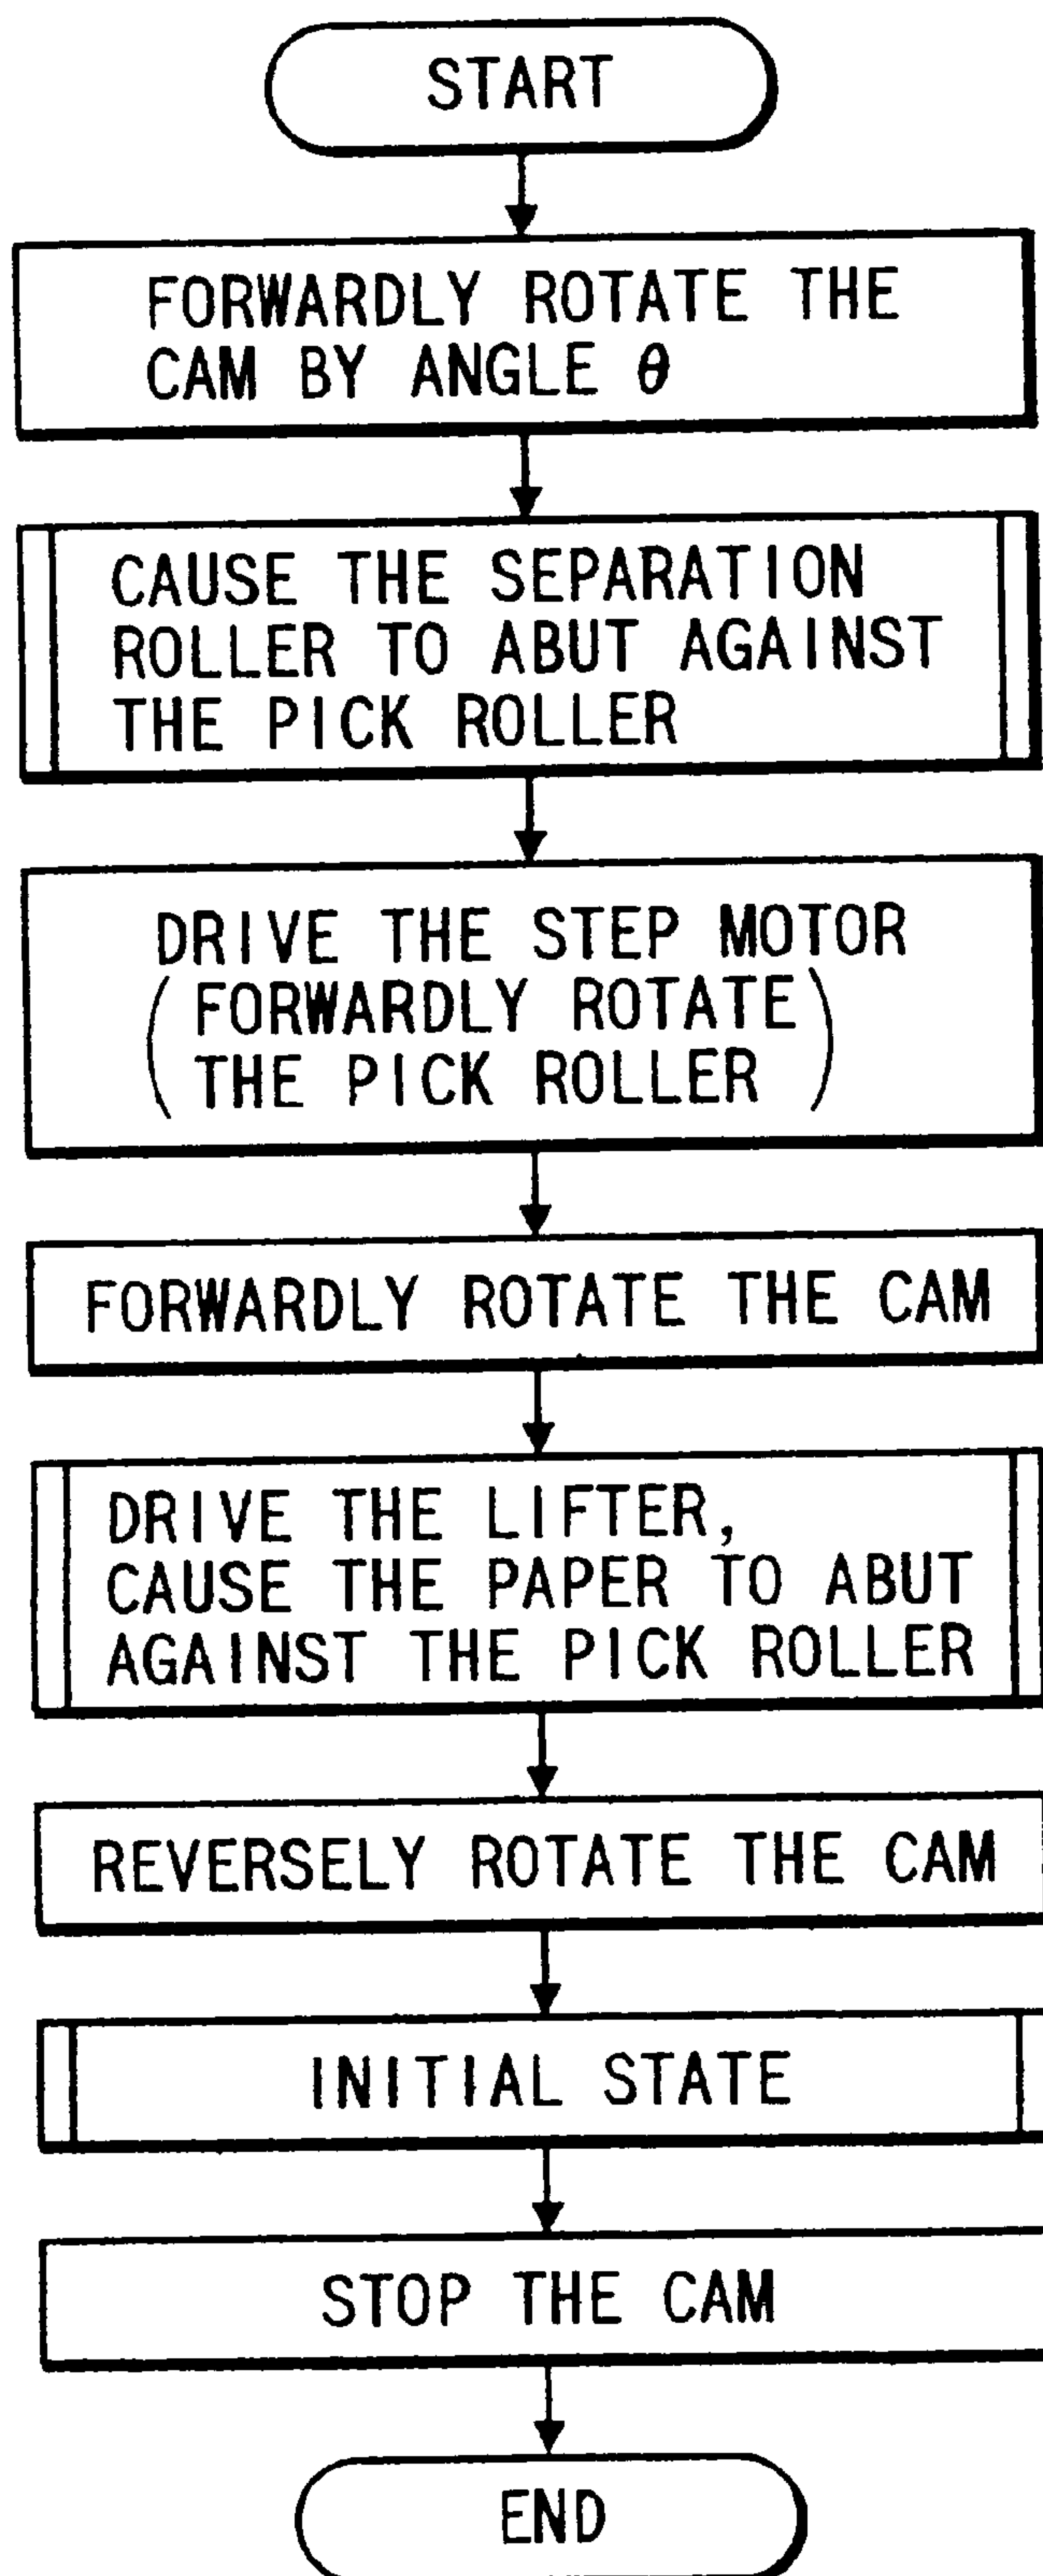 START
FORWARDLY ROTATE THE
CAM BY ANGLE θ
CAUSE THE SEPARATION
ROLLER TO ABUT AGAINST
THE PICK ROLLER
DRIVE THE STEP MOTOR
(FORWARDLY ROTATE
THE PICK ROLLER)
FORWARDLY ROTATE THE CAM
DRIVE THE LIFTER,
CAUSE THE PAPER TO ABUT
AGAINST THE PICK ROLLER
REVERSELY ROTATE THE CAM
INITIAL STATE
STOP THE CAM
END